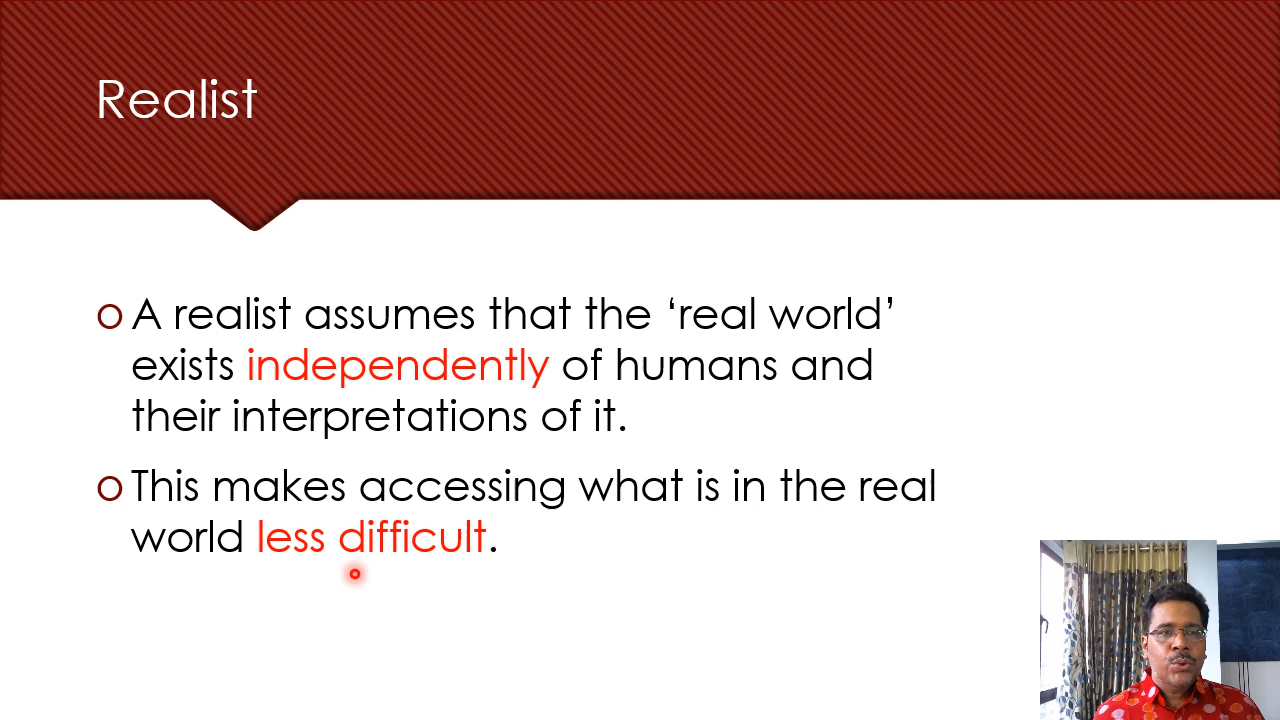 Realist
A realist assumes that the ‘real world’
exists independently of humans and
their interpretations of it.
This makes accessing what is in the real
world less difficult.